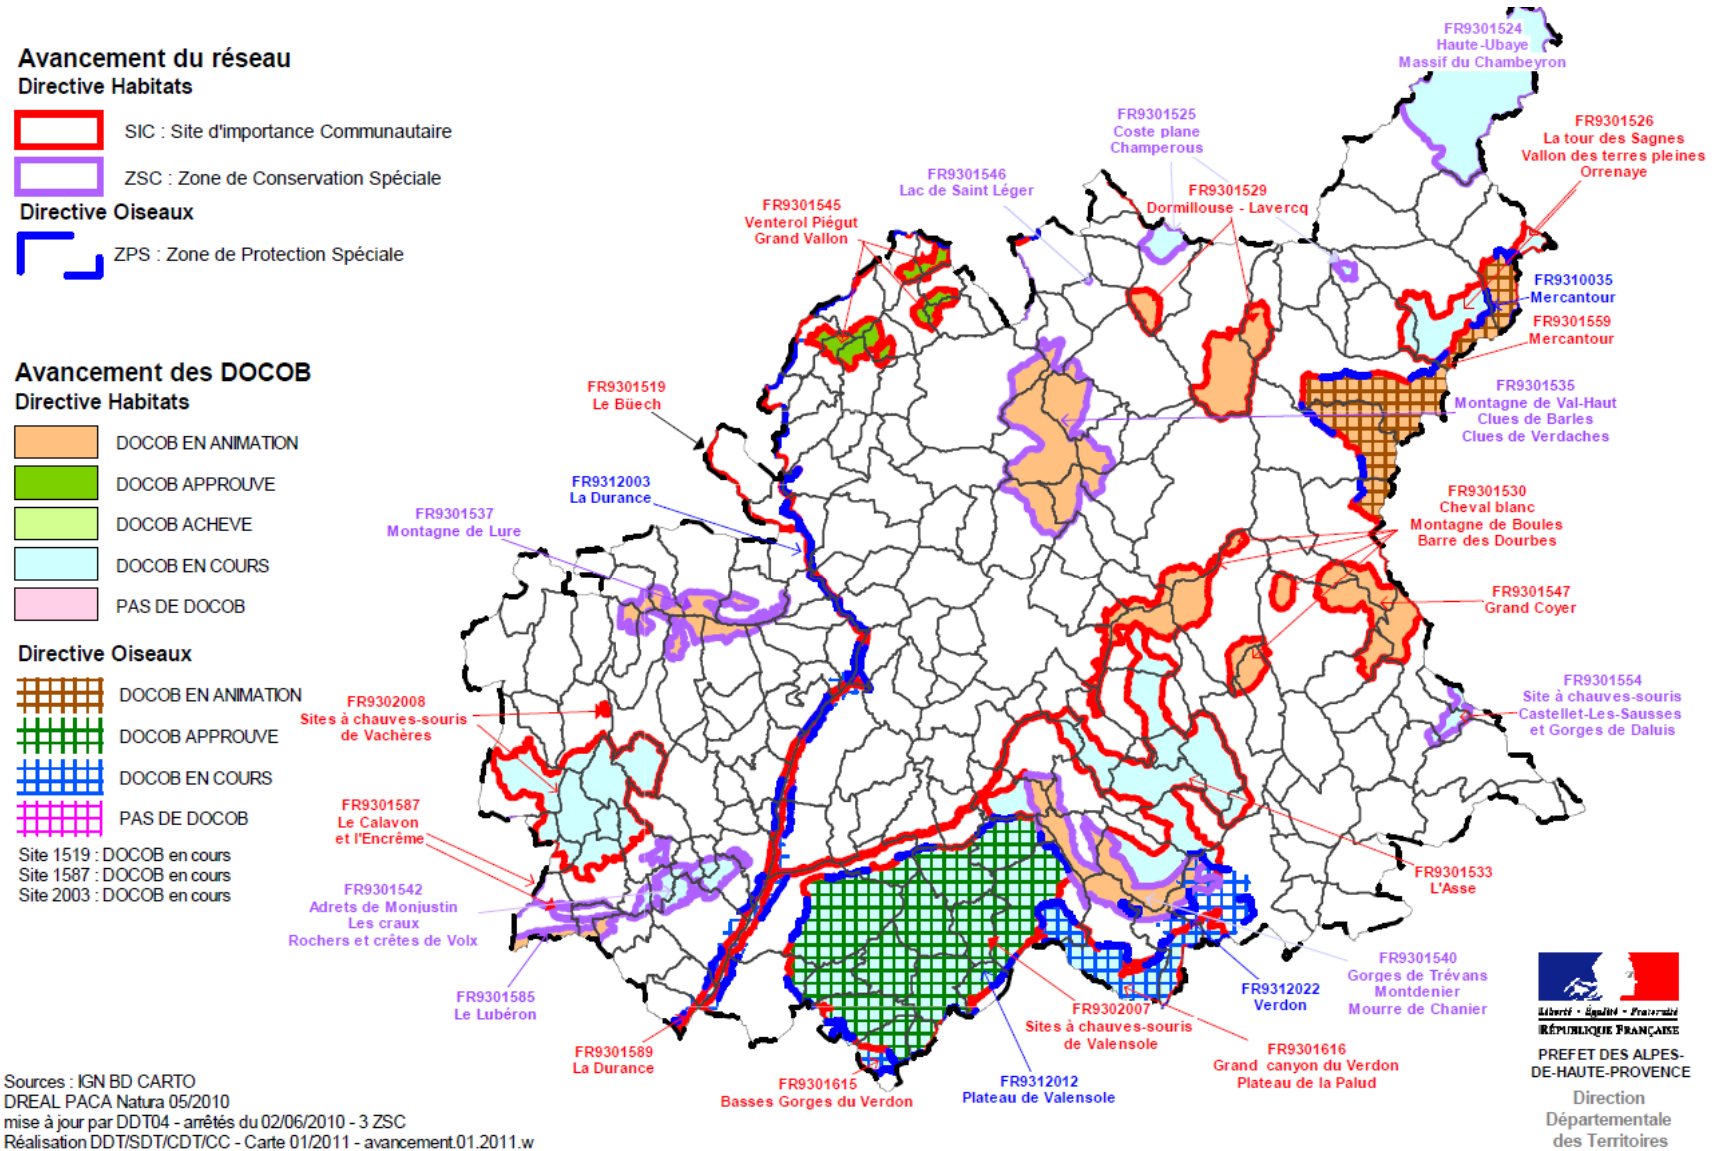 Avancement du réseau
Directive Habitats
SIC : Site d'importance Communautaire
ZSC : Zone de Conservation Spéciale
Directive Oiseaux
ZPS : Zone de Protection Spéciale
Avancement des DOCOB
Directive Habitats
DOCOB EN ANIMATION
DOCOB APPROUVE
DOCOB ACHEVE
DOCOB EN COURS
PAS DE DOCOB
Directive Oiseaux
DOCOB EN ANIMATION
DOCOB APPROUVE
DOCOB EN COURS
PAS DE DOCOB
Site 1519 : DOCOB en cours
Site 1587 : DOCOB en cours
Site 2003 : DOCOB en cours
Sources : IGN BD CARTO
DREAL PACA Natura 05/2010
mise à jour par DDT04 - arrêtés du 02/06/2010 - 3 ZSC
Réalisation DDT/SDT/CDT/CC - Carte 01/2011 - avancement.01.2011.w
FR9301524
Haute-Ubaye
Massif du Chambeyron
FR9301525
Coste plane
Champerous
FR9301526
La tour des Sagnes
Vallon des terres pleines
Orrenaye
FR9301546
Lac de Saint Léger
FR9301529
Dormillouse - Lavercq
FR9301545
Venterol Piégut
Grand Vallon
FR9310035
Mercantour
FR9301559
Mercantour
FR9301519
Le Büech
FR9301535
Montagne de Val-Haut
Clues de Barles
Clues de Verdaches
FR9312003
La Durance
FR9301537
Montagne de Lure
FR9301530
Cheval blanc
Montagne de Boules
Barre des Dourbes
FR9301547
Grand Coyer
FR9302008
Sites à chauves-souris
de Vachères
FR9301554
Site à chauves-souris
Castellet-Les-Sausses
et Gorges de Daluis
FR9301587
Le Calavon
et l'Encrême
FR9301533
L'Asse
FR9301542
Adrets de Monjustin
Les craux
Rochers et crêtes de Volx
FR9301585
Le Lubéron
FR9301540
Gorges de Trévans
Montdenier
Mourre de Chanier
FR9312022
Verdon
FR9302007
Sites à chauves-souris
de Valensole
FR9301589
La Durance
FR9301616
Grand canyon du Verdon
Plateau de la Palud
FR9301615
Basses Gorges du Verdon
FR9312012
Plateau de Valensole
Liberté • Égalité • Fraternité
RÉPUBLIQUE FRANÇAISE
PREFET DES ALPES-
DE-HAUTE-PROVENCE
Direction
Départementale
des Territoires